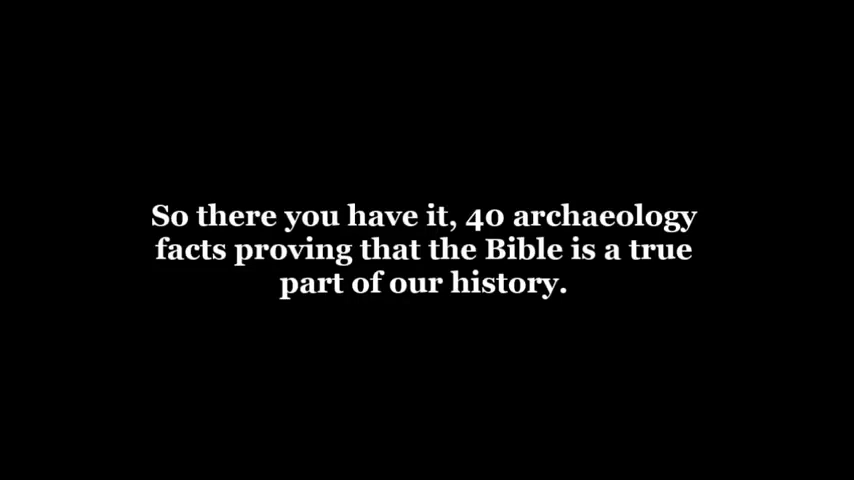 So there you have it, 40 archaeology
facts proving that the Bible is a true
part of our history.